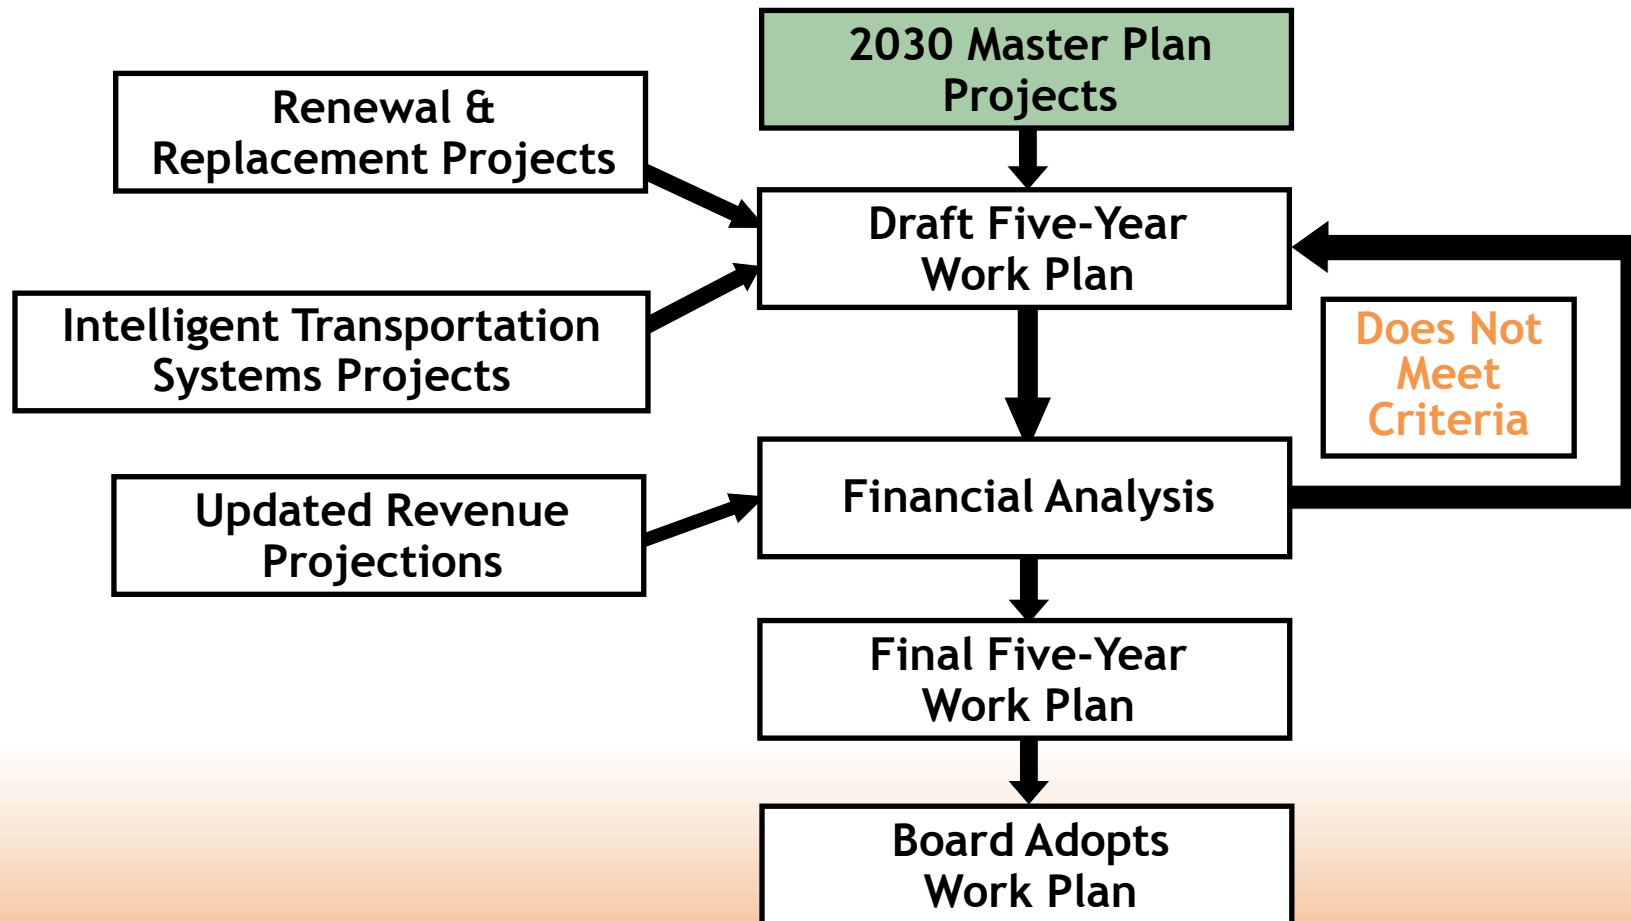 2030 Master Plan
Projects
Renewal &
Replacement Projects
Draft Five-Year
Work Plan
Intelligent Transportation
Systems Projects
Does Not
Meet
Criteria
Financial Analysis
Updated Revenue
Projections
Final Five-Year
Work Plan
Board Adopts
Work Plan